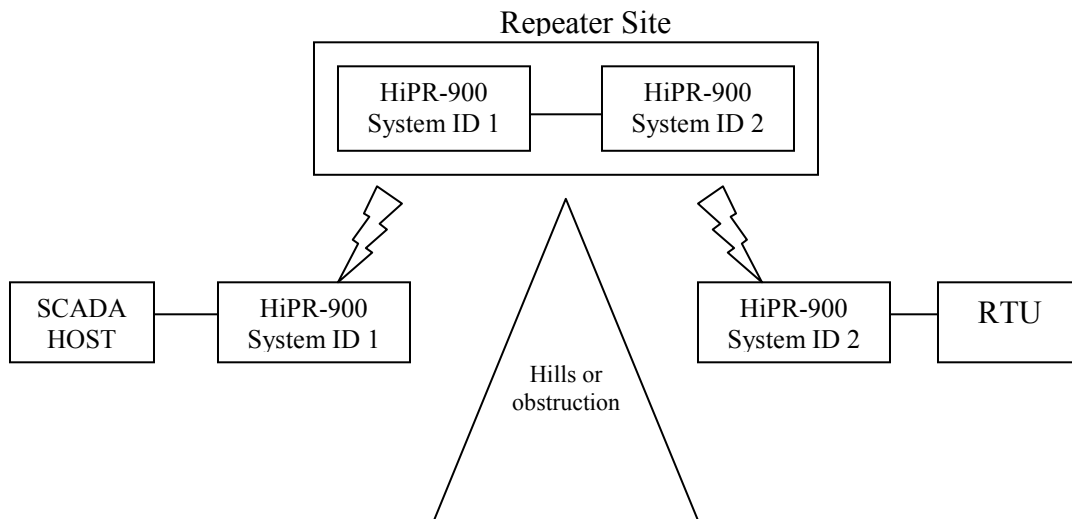 Repeater Site
HiPR-900
System ID 1
HiPR-900
System ID 2
SCADA
HOST
HiPR-900
System ID 1
Hills or
obstruction
HiPR-900
System ID 2
RTU